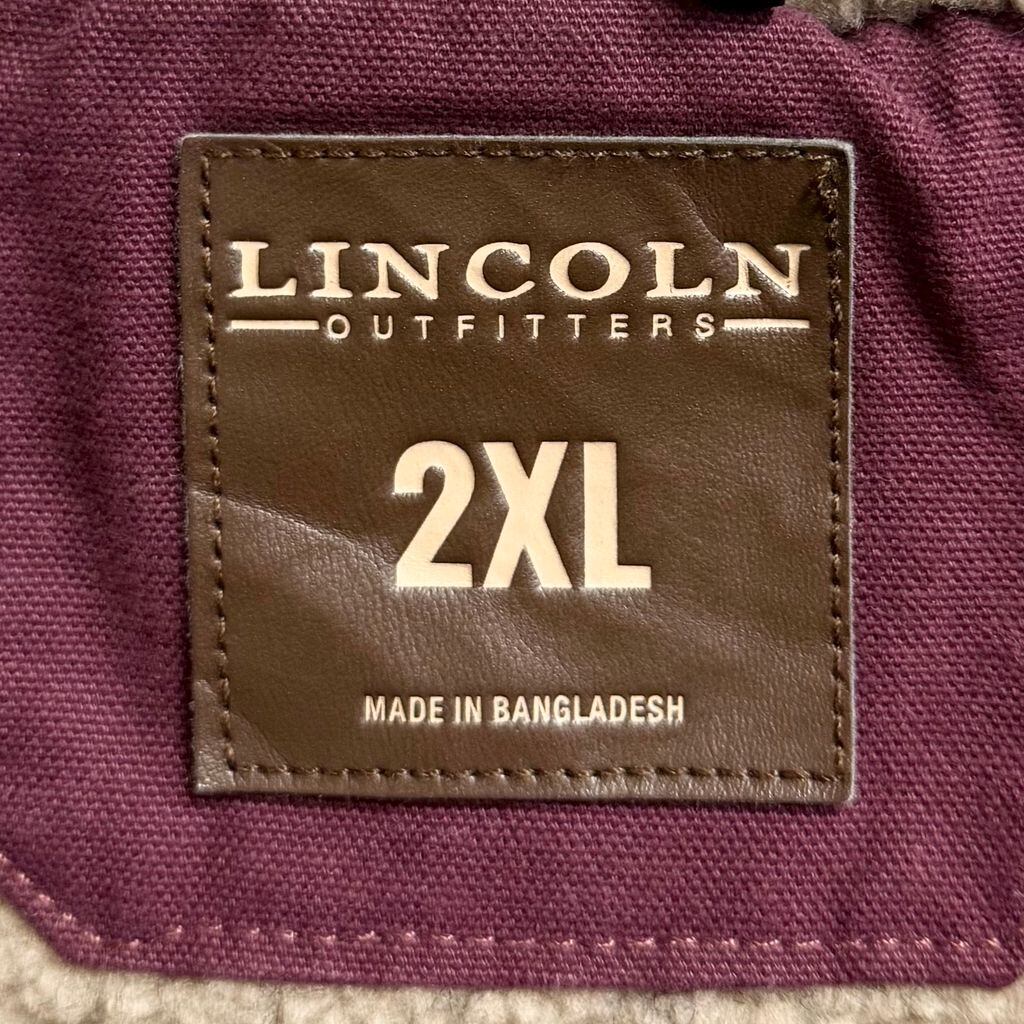 LINCOLN
OUTFITTERS
2XL
MADE IN BANGLADESH